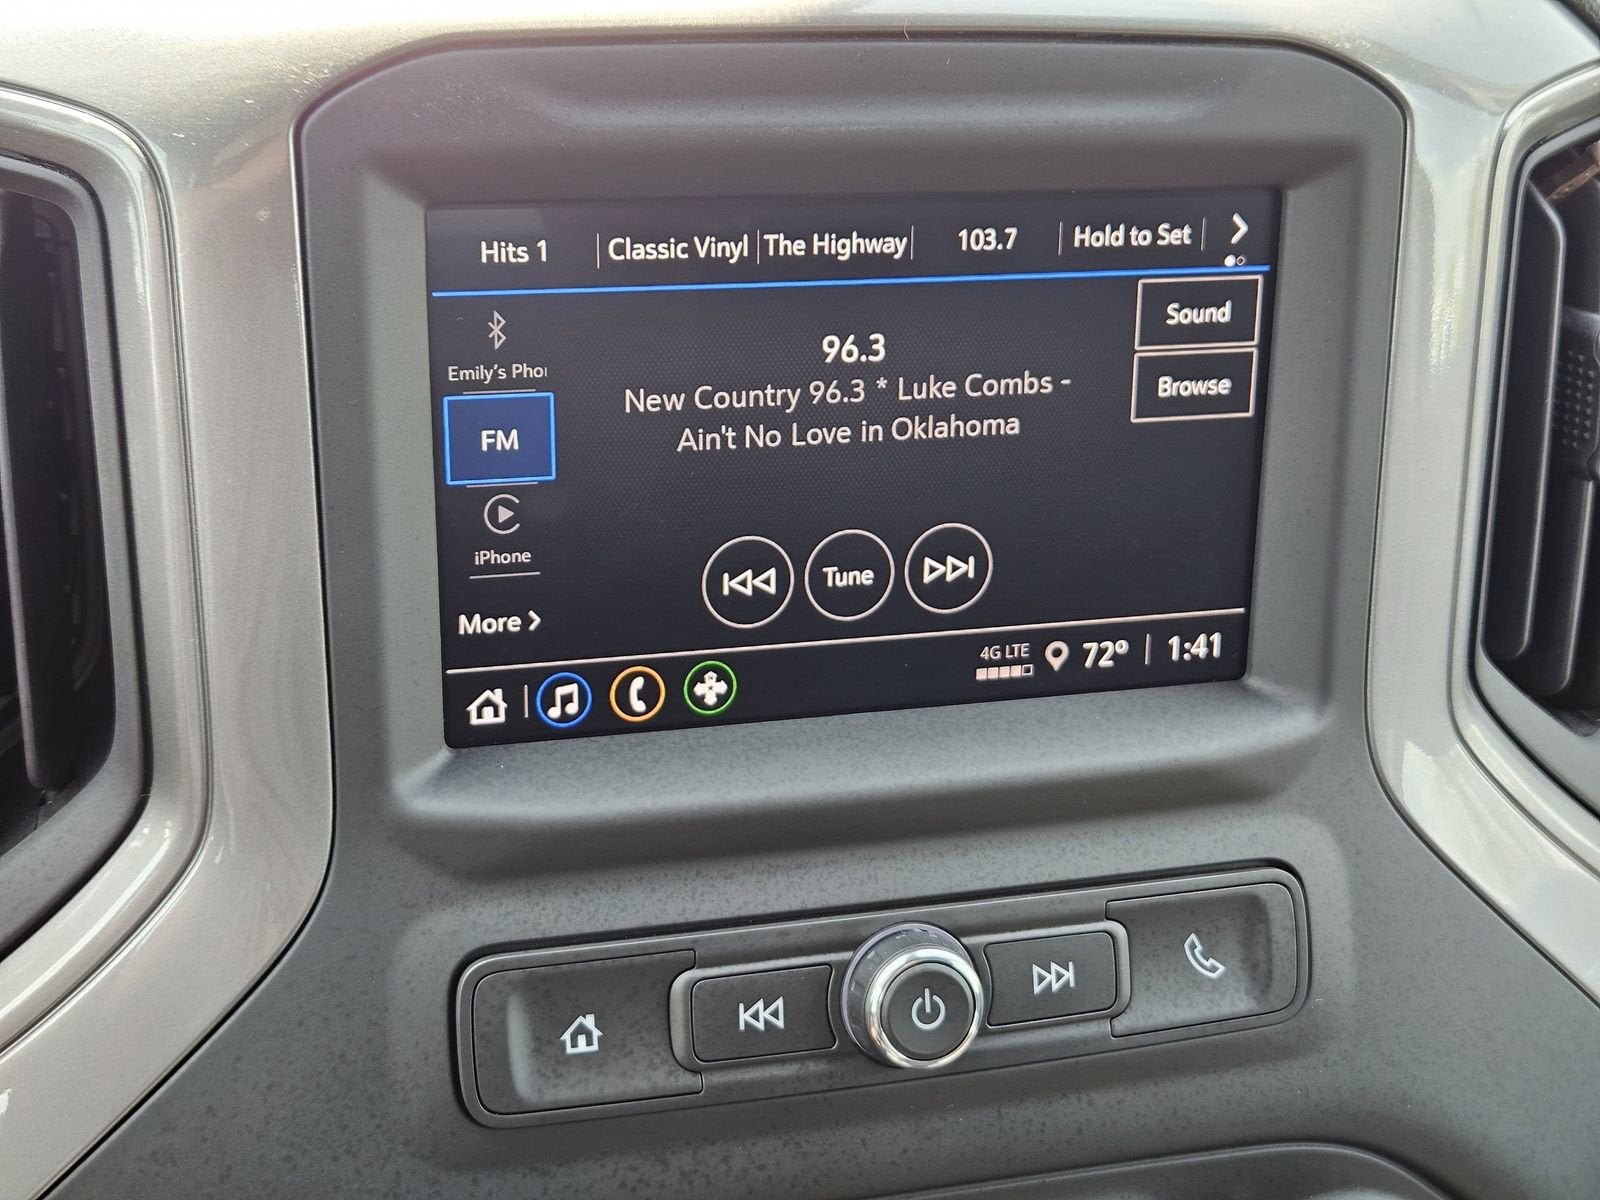 Hits 1 Classic Vinyl The Highway 103.7 Hold to Set
Sound
Browse
96.3
New Country 96.3 * Luke Combs -
Ain't No Love in Oklahoma
Emily's Pho
FM
iPhone
More
Tune
4G LTE 72° 1:41